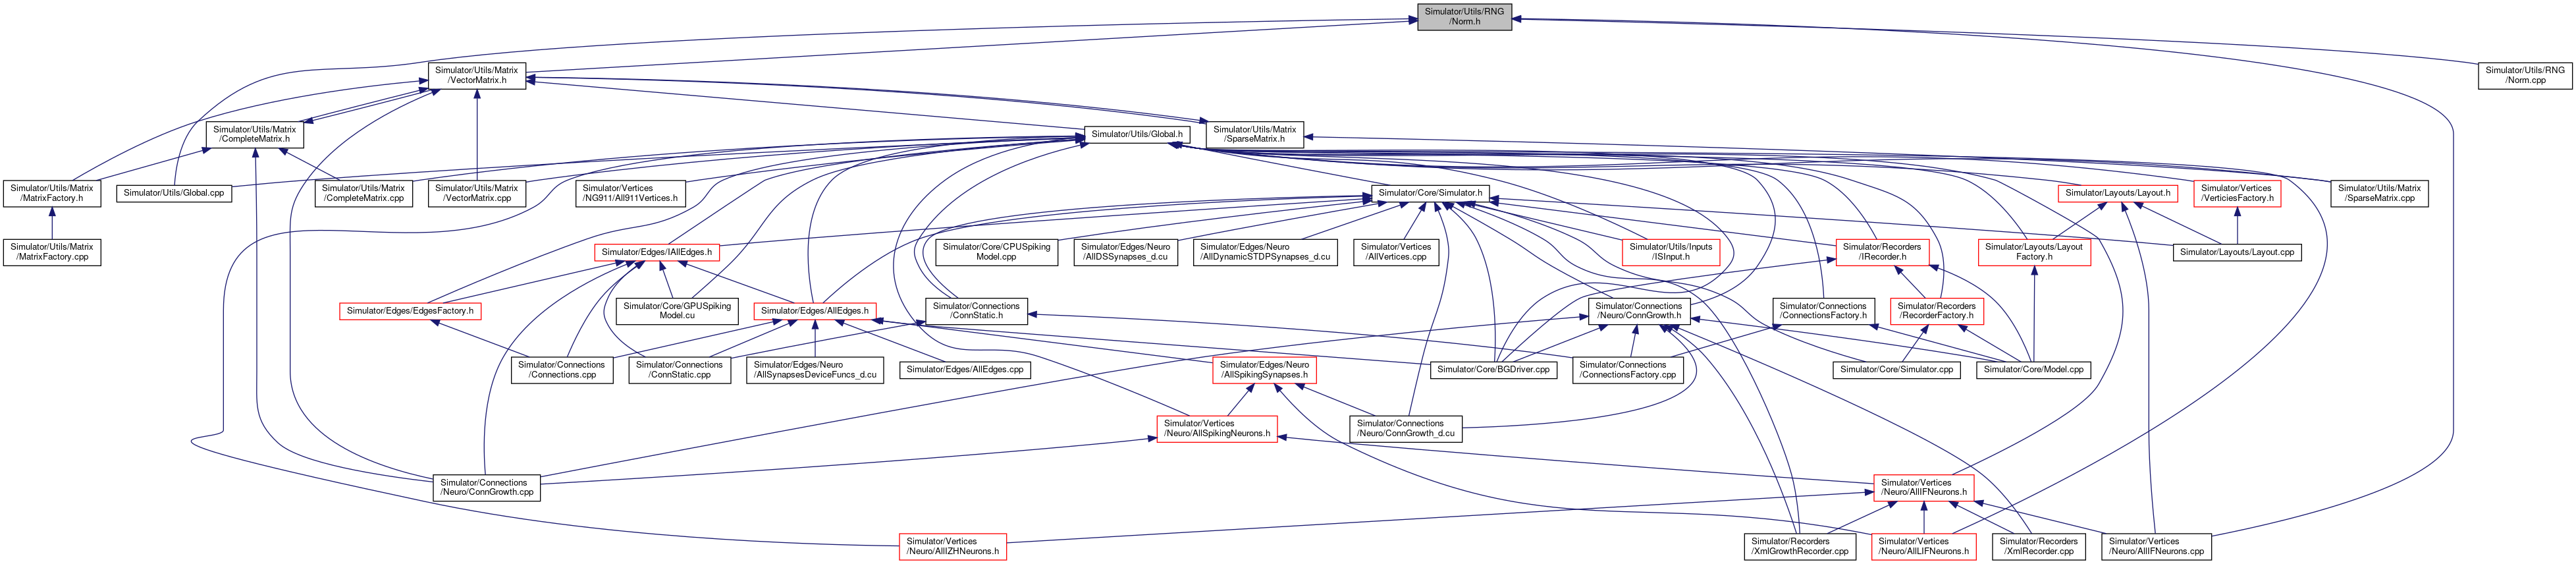 Simulator/Utils/RNG
/Norm.h
Simulator/Utils/Matrix
/VectorMatrix.h
Simulator/Utils/RNG
/Norm.cpp
Simulator/Utils/Matrix
/CompleteMatrix.h
Simulator/Utils/Global.h
Simulator/Utils/Matrix
/SparseMatrix.h
Simulator/Utils/Matrix
/MatrixFactory.h
Simulator/Utils/Global.cpp
Simulator/Utils/Matrix
/CompleteMatrix.cpp
Simulator/Utils/Matrix
/VectorMatrix.cpp
Simulator/Vertices
/NG911/All911Vertices.h
Simulator/Core/Simulator.h
Simulator/Layouts/Layout.h
Simulator/Vertices
/VerticiesFactory.h
Simulator/Utils/Matrix
/SparseMatrix.cpp
Simulator/Utils/Matrix
/MatrixFactory.cpp
Simulator/Edges/IAllEdges.h
Simulator/Core/CPUSpiking
Model.cpp
Simulator/Edges/Neuro
/AllDSSynapses_d.cu
Simulator/Edges/Neuro
/AllDynamicSTDPSynapses_d.cu
Simulator/Vertices
/AllVertices.cpp
Simulator/Utils/Inputs
/ISInput.h
Simulator/Recorders
/IRecorder.h
Simulator/Layouts/Layout
Factory.h
Simulator/Layouts/Layout.cpp
Simulator/Edges/EdgesFactory.h
Simulator/Core/GPUSpiking
Model.cu
Simulator/Edges/AllEdges.h
Simulator/Connections
/ConnStatic.h
Simulator/Connections
/Neuro/ConnGrowth.h
Simulator/Recorders
/RecorderFactory.h
Simulator/Connections
/ConnectionsFactory.h
Simulator/Connections
/Connections.cpp
Simulator/Connections
/ConnStatic.cpp
Simulator/Edges/Neuro
/AllSynapsesDeviceFuncs_d.cu
Simulator/Edges/AllEdges.cpp
Simulator/Edges/Neuro
/AllSpikingSynapses.h
Simulator/Core/BGDriver.cpp
Simulator/Connections
/ConnectionsFactory.cpp
Simulator/Core/Simulator.cpp
Simulator/Core/Model.cpp
Simulator/Vertices
/Neuro/AllSpikingNeurons.h
Simulator/Connections
/Neuro/ConnGrowth_d.cu
Simulator/Connections
/Neuro/ConnGrowth.cpp
Simulator/Vertices
/Neuro/AllIFNeurons.h
Simulator/Vertices
/Neuro/AllIZHNeurons.h
Simulator/Recorders
/XmlGrowthRecorder.cpp
Simulator/Vertices
/Neuro/AllLIFNeurons.h
Simulator/Recorders
/XmlRecorder.cpp
Simulator/Vertices
/Neuro/AllIFNeurons.cpp